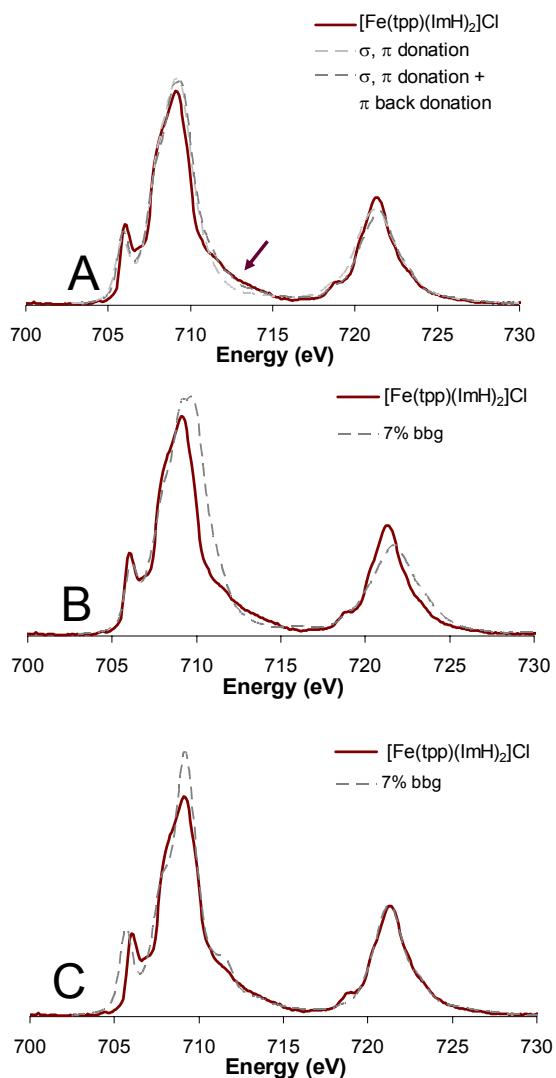 [Fe(tpp)(ImH)2]Cl
σ, π donation
σ, π donation +
π back donation
A
700 705 710 715 720 725 730
Energy (eV)
[Fe(tpp)(ImH)2]Cl
7% bbg
B
700 705 710 715 720 725 730
Energy (eV)
[Fe(tpp)(ImH)2]Cl
7% bbg
C
700 705 710 715 720 725 730
Energy (eV)